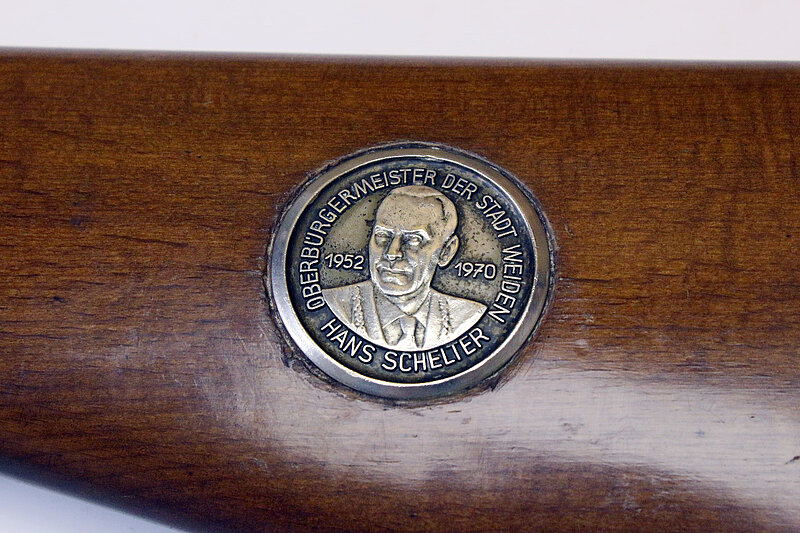 OBERBÜRGERMEISTER DER STADT WEIDEN
1952 1970
HANS SCHELTER